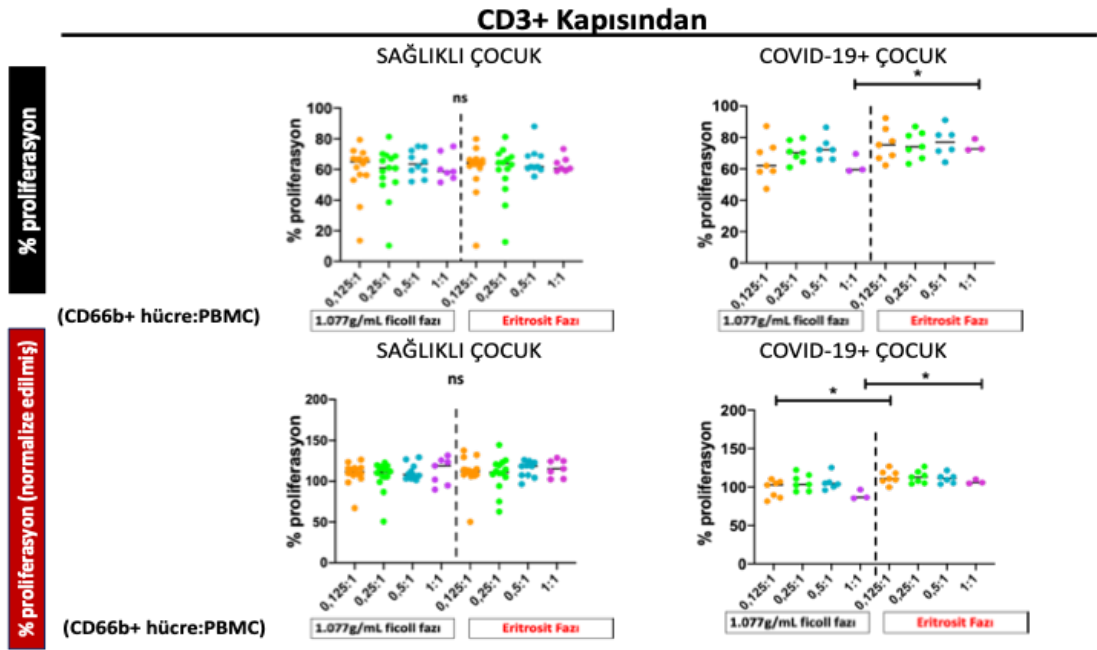 CD3+ Kapısından
SAĞLIKLI ÇOCUK
COVID-19+ ÇOCUK
% proliferasyon
ns
*
% proliferasyon
100
80
60
40
20
0
0,125:1
0,25:1
0,5:1
1:1
0,125:1
0,25:1
0,5:1
1:1
% proliferasyon
100
80
60
40
20
0
0,125:1
0,25:1
0,5:1
1:1
0,125:1
0,25:1
0,5:1
1:1
(CD66b+ hücre:PBMC)
1.077g/mL ficoll fazı
Eritrosit Fazı
1.077g/mL ficoll fazı
Eritrosit Fazı
SAĞLIKLI ÇOCUK
COVID-19+ ÇOCUK
% proliferasyon (normalize edilmiş)
ns
*
*
% proliferasyon
200
150
100
50
0
0,125:1
0,25:1
0,5:1
1:1
0,125:1
0,25:1
0,5:1
1:1
% proliferasyon
200
150
100
50
0
0,125:1
0,25:1
0,5:1
1:1
0,125:1
0,25:1
0,5:1
1:1
(CD66b+ hücre:PBMC)
1.077g/mL ficoll fazı
Eritrosit Fazı
1.077g/mL ficoll fazı
Eritrosit Fazı